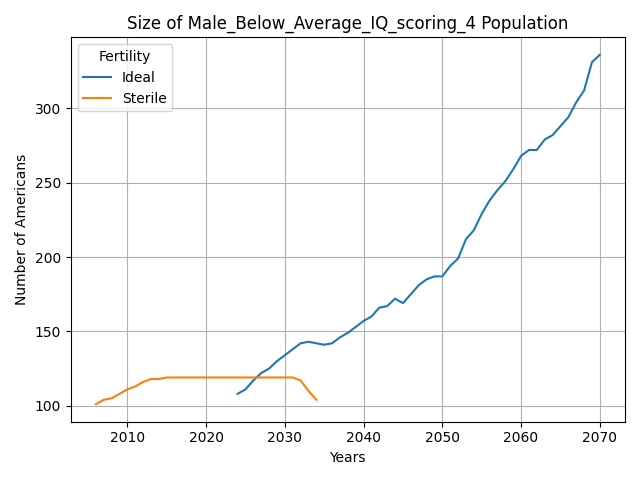 Size of Male_Below_Average_IQ_scoring_4 Population
Fertility
Ideal
Sterile
Number of Americans
300
250
200
150
100
2010 2020 2030 2040 2050 2060 2070
Years